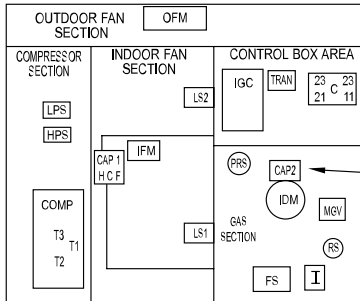 OUTDOOR FAN
SECTION
OFM
COMPRESSOR
SECTION
LPS
HPS
COMP
T3
T1
T2
INDOOR FAN
SECTION
LS2
CAP 1
H C F
IFM
LS1
CONTROL BOX AREA
IGC
TRAN
23 C 23
21 11
PRS
CAP2
IDM
MGV
GAS
SECTION
RS
FS
I